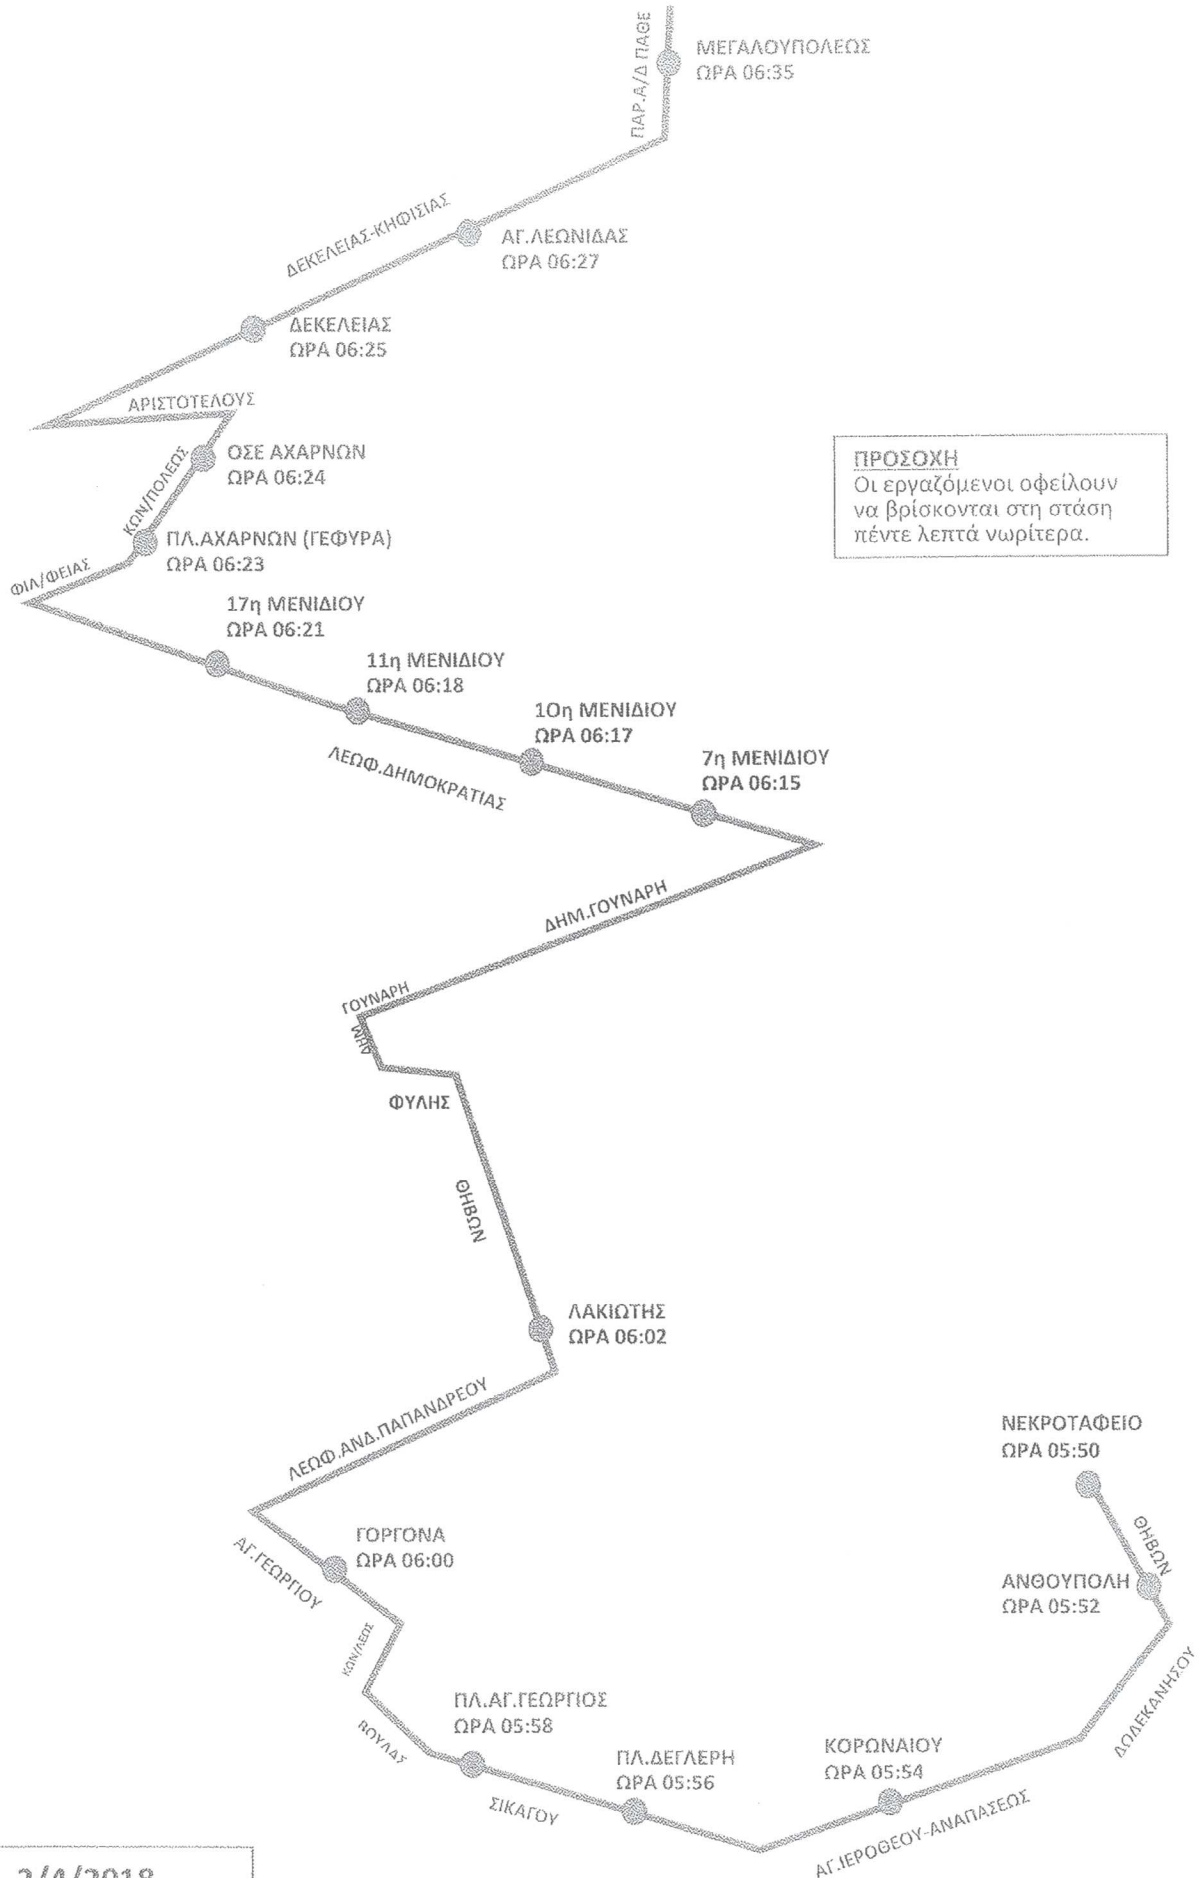 ΠΑΡ.Α/Δ ΠΑΘΕ
ΜΕΓΑΛΟΥΠΟΛΕΩΣ
ΩΡΑ 06:35
ΔΕΚΕΛΕΙΑΣ-ΚΗΦΙΣΙΑΣ
ΑΓ.ΛΕΩΝΙΔΑΣ
ΩΡΑ 06:27
ΔΕΚΕΛΕΙΑΣ
ΩΡΑ 06:25
ΑΡΙΣΤΟΤΕΛΟΥΣ
ΟΣΕ ΑΧΑΡΝΩΝ
ΩΡΑ 06:24
ΚΩΝ/ΠΟΛΕΩΣ
ΠΡΟΣΟΧΗ
Οι εργαζόμενοι οφείλουν
να βρίσκονται στη στάση
πέντε λεπτά νωρίτερα.
ΠΛ.ΑΧΑΡΝΩΝ (ΓΕΦΥΡΑ)
ΩΡΑ 06:23
ΦΙΛ/ΦΕΙΑΣ
17η ΜΕΝΙΔΙΟΥ
ΩΡΑ 06:21
11η ΜΕΝΙΔΙΟΥ
ΩΡΑ 06:18
10η ΜΕΝΙΔΙΟΥ
ΩΡΑ 06:17
7η ΜΕΝΙΔΙΟΥ
ΩΡΑ 06:15
ΛΕΩΦ.ΔΗΜΟΚΡΑΤΙΑΣ
ΔΗΜ.ΓΟΥΝΑΡΗ
ΓΟΥΝΑΡΗ
ΔΗΜ
ΦΥΛΗΣ
ΘΗΒΩΝ
ΛΑΚΙΩΤΗΣ
ΩΡΑ 06:02
ΛΕΩΦ.ΑΝΔ.ΠΑΠΑΝΔΡΕΟΥ
ΝΕΚΡΟΤΑΦΕΙΟ
ΩΡΑ 05:50
ΘΗΒΩΝ
ΓΟΡΓΟΝΑ
ΩΡΑ 06:00
ΑΓ.ΓΕΩΡΓΙΟΥ
ΑΝΘΟΥΠΟΛΗ
ΩΡΑ 05:52
ΚΩΝ/ΛΕΩΣ
ΔΩΔΕΚΑΝΗΣΟΥ
ΠΛ.ΑΓ.ΓΕΩΡΓΙΟΣ
ΩΡΑ 05:58
ΒΟΥΛΑΣ
ΠΛ.ΔΕΓΛΕΡΗ
ΩΡΑ 05:56
ΚΟΡΩΝΑΙΟΥ
ΩΡΑ 05:54
ΣΙΚΑΓΟΥ
ΑΓ.ΙΕΡΟΘΕΟΥ-ΑΝΑΠΑΣΕΩΣ
2/4/2018